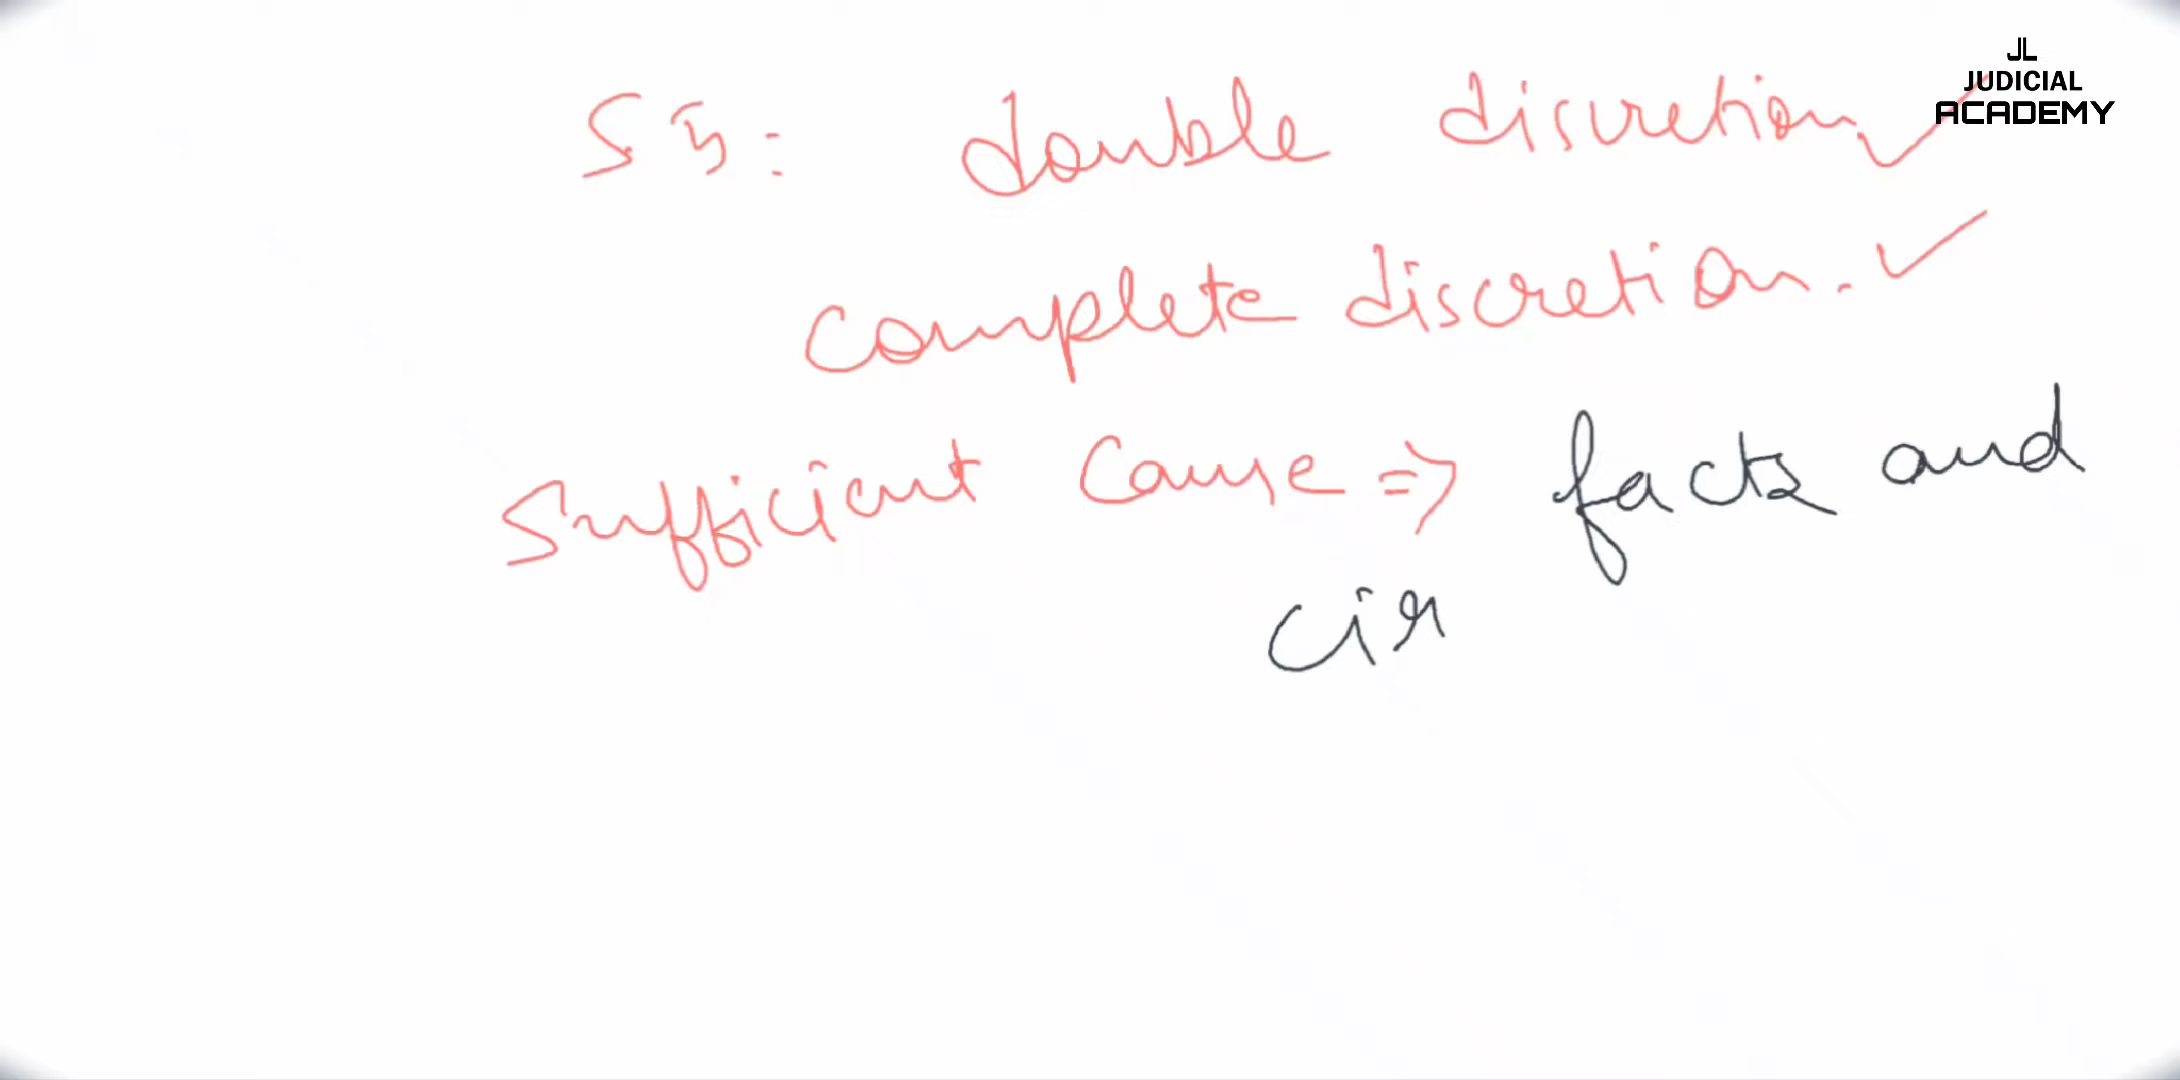 JL
JUDICIAL
ACADEMY
S 5: double discretion
complete discretion.
Sufficient Cause => facts and
cir